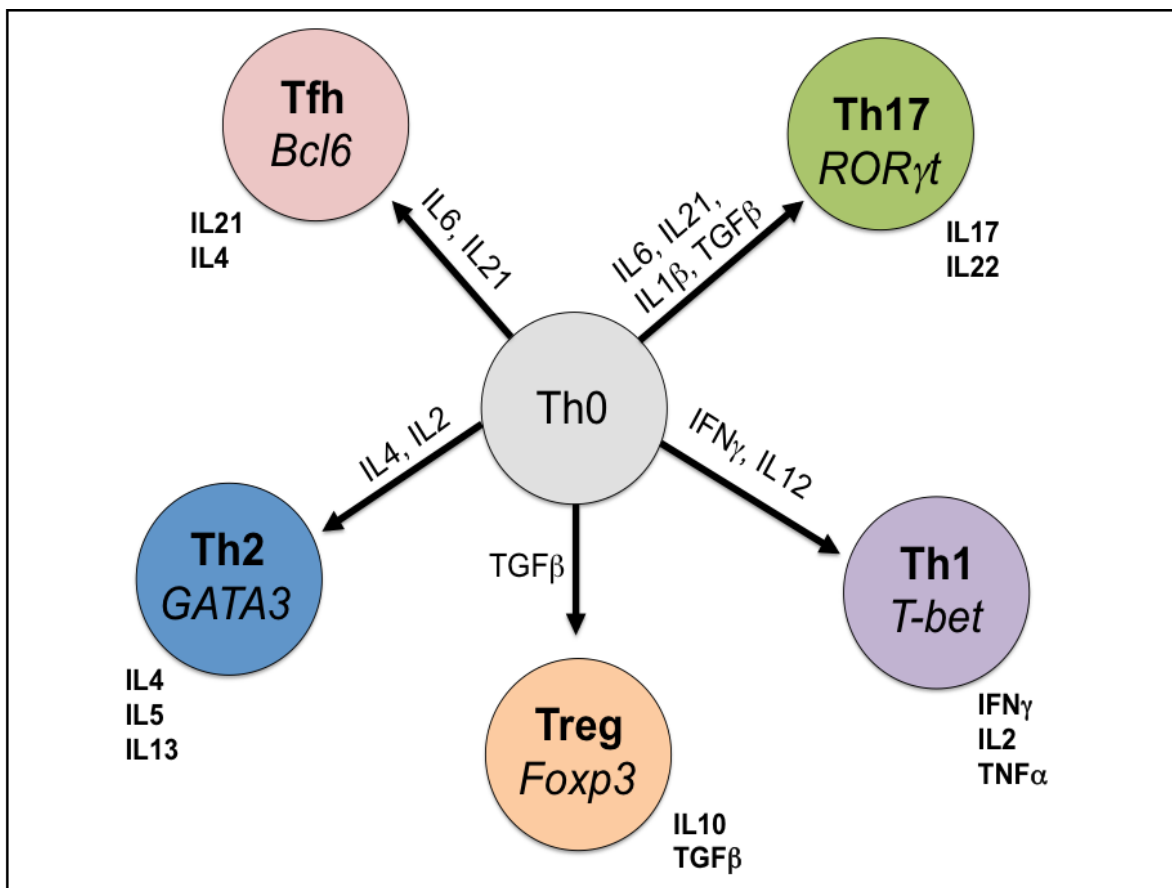 Tfh
Bcl6
IL21
IL4
IL6, IL21
Th17
RORγt
IL17
IL22
IL6, IL21,
IL1β, TGFβ
Th0
IL4, IL2
IFNγ, IL12
TGFβ
Th2
GATA3
IL4
IL5
IL13
Treg
Foxp3
IL10
TGFβ
Th1
T-bet
IFNγ
IL2
TNFα